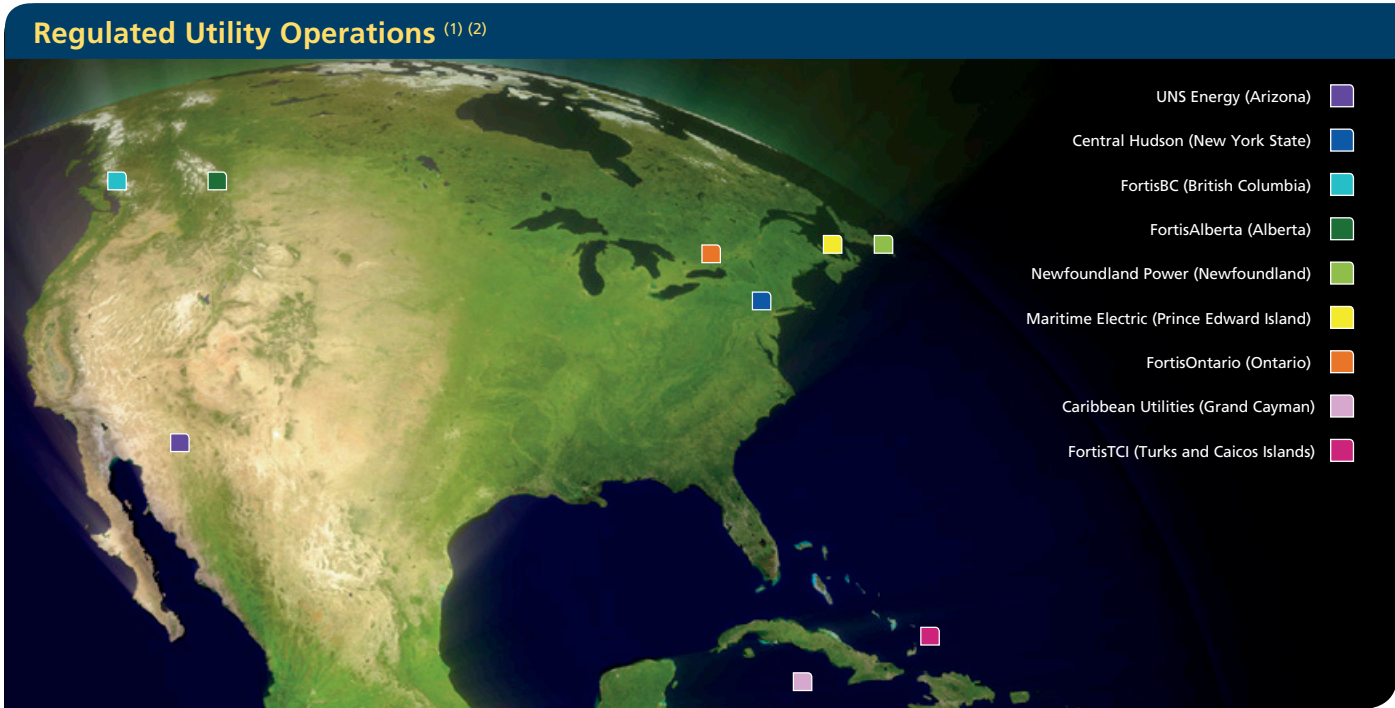 Regulated Utility Operations (1) (2)
UNS Energy (Arizona)
Central Hudson (New York State)
FortisBC (British Columbia)
FortisAlberta (Alberta)
Newfoundland Power (Newfoundland)
Maritime Electric (Prince Edward Island)
FortisOntario (Ontario)
Caribbean Utilities (Grand Cayman)
FortisTCI (Turks and Caicos Islands)